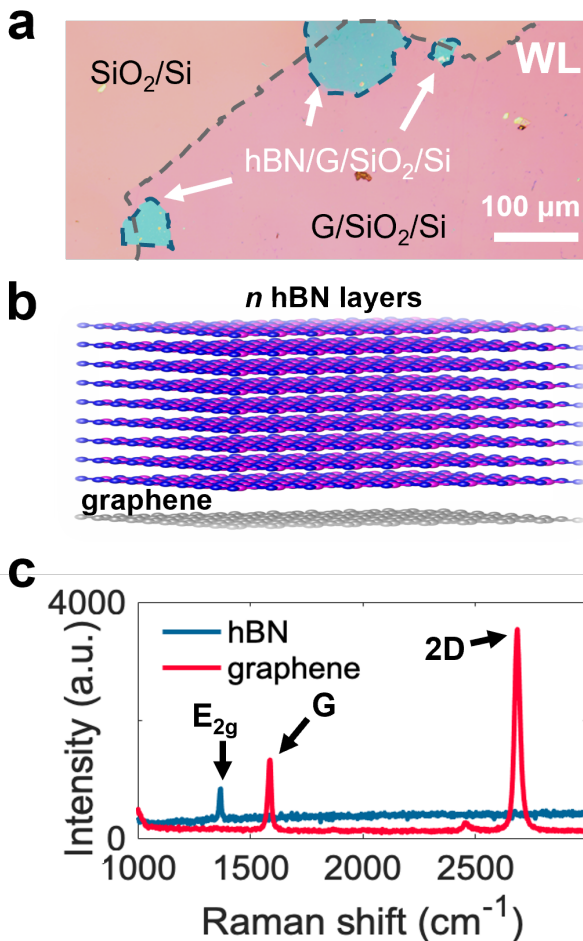 a
SiO₂/Si
WL
hBN/G/SiO₂/Si
100 μm
G/SiO₂/Si
b
n hBN layers
graphene
c
4000
hBN
graphene
2D
E₂g
G
Intensity (a.u.)
0
1000 1500 2000 2500
Raman shift (cm⁻¹)